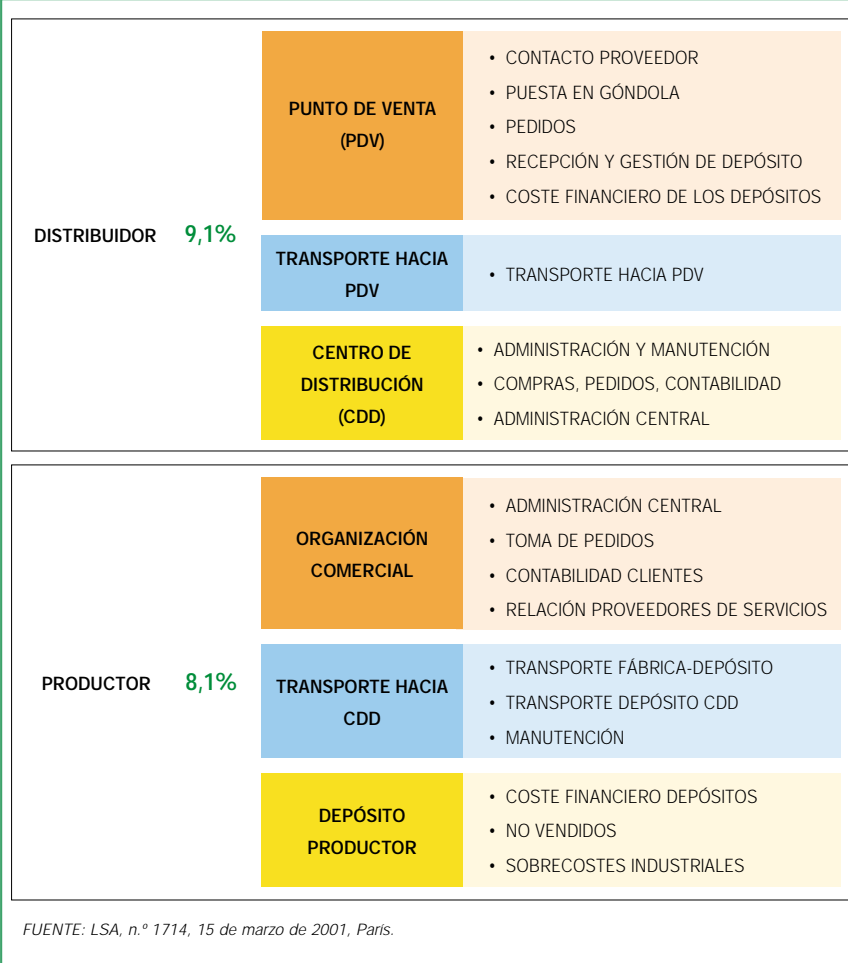 PUNTO DE VENTA
(PDV)
• CONTACTO PROVEEDOR
• PUESTA EN GÓNDOLA
• PEDIDOS
• RECEPCIÓN Y GESTIÓN DE DEPÓSITO
• COSTE FINANCIERO DE LOS DEPÓSITOS
DISTRIBUIDOR 9,1%
TRANSPORTE HACIA
PDV
• TRANSPORTE HACIA PDV
CENTRO DE
DISTRIBUCIÓN
(CDD)
• ADMINISTRACIÓN Y MANUTENCIÓN
• COMPRAS, PEDIDOS, CONTABILIDAD
• ADMINISTRACIÓN CENTRAL
ORGANIZACIÓN
COMERCIAL
• ADMINISTRACIÓN CENTRAL
• TOMA DE PEDIDOS
• CONTABILIDAD CLIENTES
• RELACIÓN PROVEEDORES DE SERVICIOS
PRODUCTOR 8,1%
TRANSPORTE HACIA
CDD
• TRANSPORTE FÁBRICA-DEPÓSITO
• TRANSPORTE DEPÓSITO CDD
• MANUTENCIÓN
DEPÓSITO
PRODUCTOR
• COSTE FINANCIERO DEPÓSITOS
• NO VENDIDOS
• SOBRECOSTES INDUSTRIALES
FUENTE: LSA, n.º 1714, 15 de marzo de 2001, París.